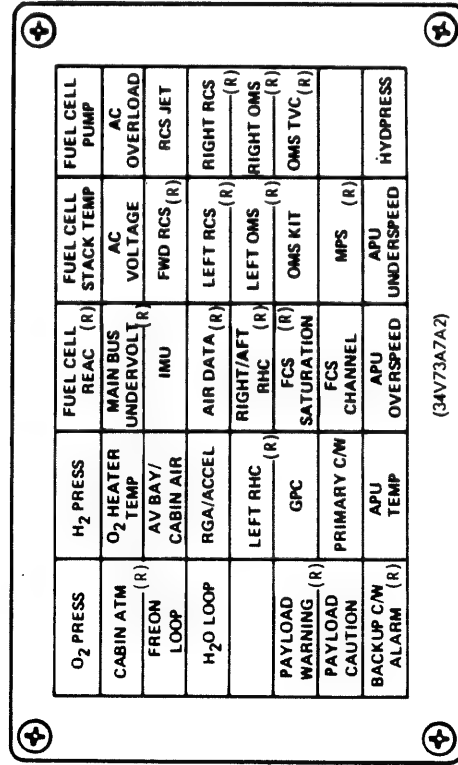 O₂ PRESS
H₂ PRESS
FUEL CELL
REAC (R)
FUEL CELL
STACK TEMP
FUEL CELL
PUMP
CABIN ATM
(R)
O₂ HEATER
TEMP
MAIN BUS
UNDERVOLT
(R)
AC
VOLTAGE
AC
OVERLOAD
FREON
LOOP
AV BAY/
CABIN AIR
IMU
FWD RCS (R)
RCS JET
H₂O LOOP
RGA/ACCEL
AIR DATA (R)
LEFT RCS
(R)
RIGHT RCS
(R)
LEFT RHC
(R)
RIGHT/AFT
RHC (R)
LEFT OMS
(R)
RIGHT OMS
(R)
PAYLOAD
WARNING (R)
GPC
FCS (R)
SATURATION
OMS KIT
OMS TVC (R)
PAYLOAD
CAUTION
PRIMARY C/W
FCS
CHANNEL
MPS (R)
BACKUP C/W
ALARM (R)
APU
TEMP
APU
OVERSPEED
APU
UNDERSPEED
HYDPRESS
(34V73A7A2)